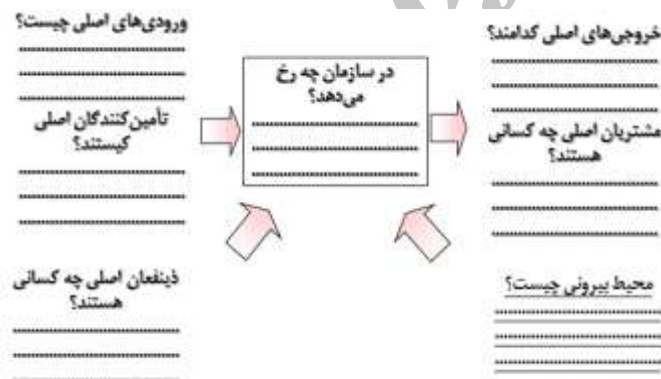 خروجی‌های اصلی کدامند؟
مشتریان اصلی چه کسانی
هستند؟
محیط بیرونی چیست؟
در سازمان چه رخ
می‌دهد؟
ورودی‌های اصلی چیست؟
تأمین‌کنندگان اصلی
کیستند؟
ذینفعان اصلی چه کسانی
هستند؟